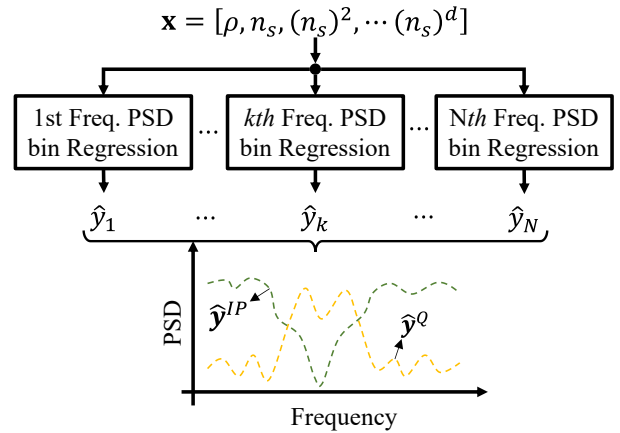 𝐱 = [ρ, n_s, (n_s)², ⋯ (n_s)^d]
1st Freq. PSD
bin Regression
...
kth Freq. PSD
bin Regression
...
Nth Freq. PSD
bin Regression
ŷ_1 ... ŷ_k ... ŷ_N
PSD
ŷ^{IP}
ŷ^Q
Frequency